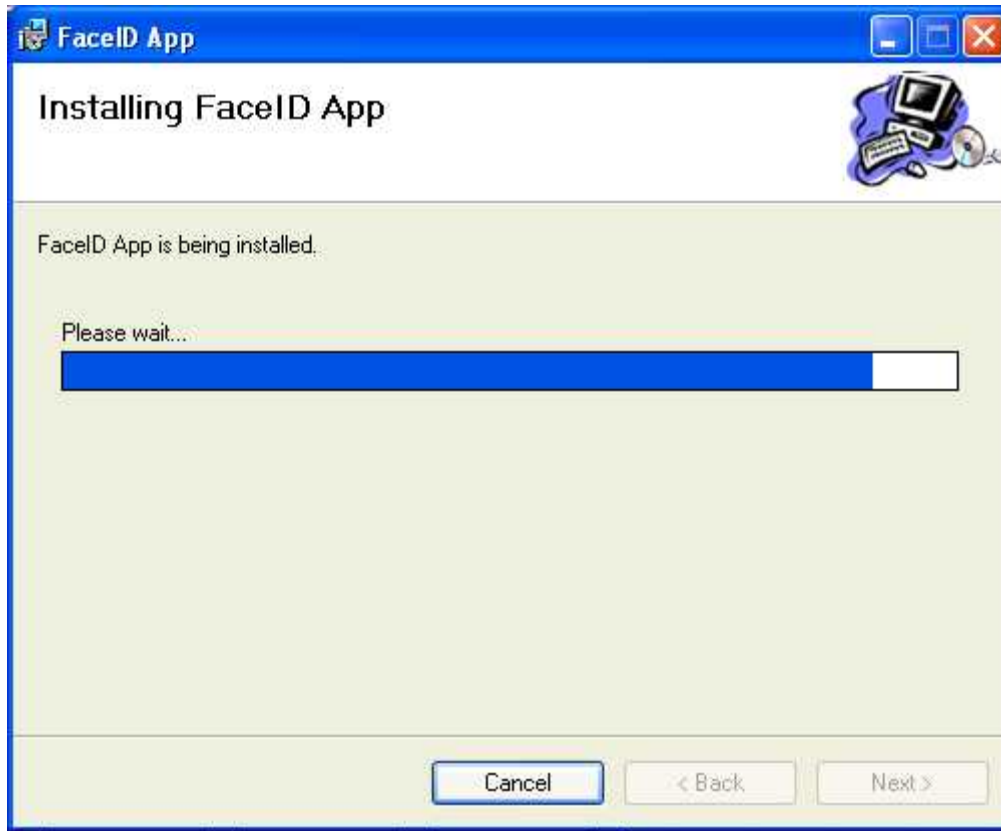 FaceID App
Installing FaceID App
FaceID App is being installed.
Please wait...
Cancel
< Back
Next >